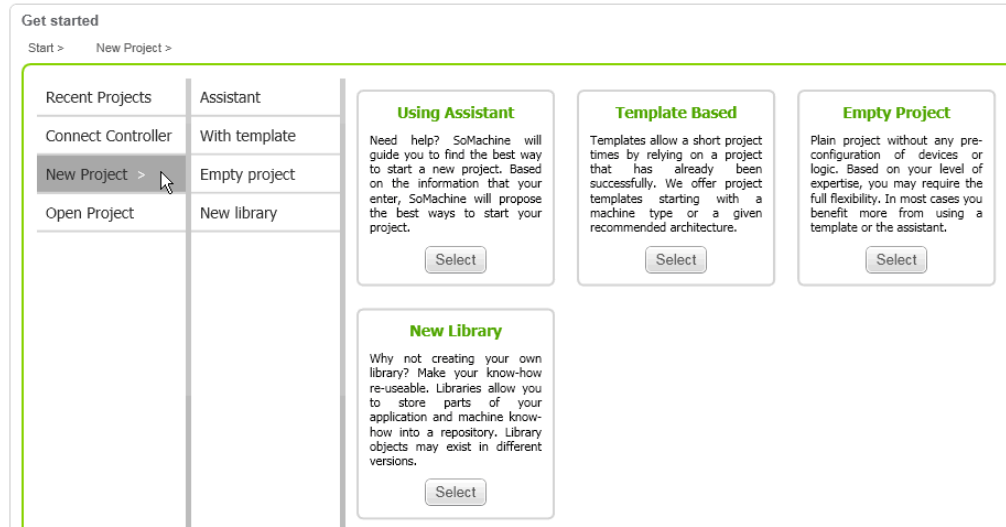 Get started
Start >
New Project >
Recent Projects
Connect Controller
New Project >
Open Project
Assistant
With template
Empty project
New library
Using Assistant
Need help? SoMachine will
guide you to find the best way
to start a new project. Based
on the information that your
enter, SoMachine will propose
the best ways to start your
project.
Select
Template Based
Templates allow a short project
times by relying on a project
that has already been
successfully. We offer project
templates starting with a
machine type or a given
recommended architecture.
Select
Empty Project
Plain project without any pre-
configuration of devices or
logic. Based on your level of
expertise, you may require the
full flexibility. In most cases you
benefit more from using a
template or the assistant.
Select
New Library
Why not creating your own
library? Make your know-how
re-useable. Libraries allow you
to store parts of your
application and machine know-
how into a repository. Library
objects may exist in different
versions.
Select